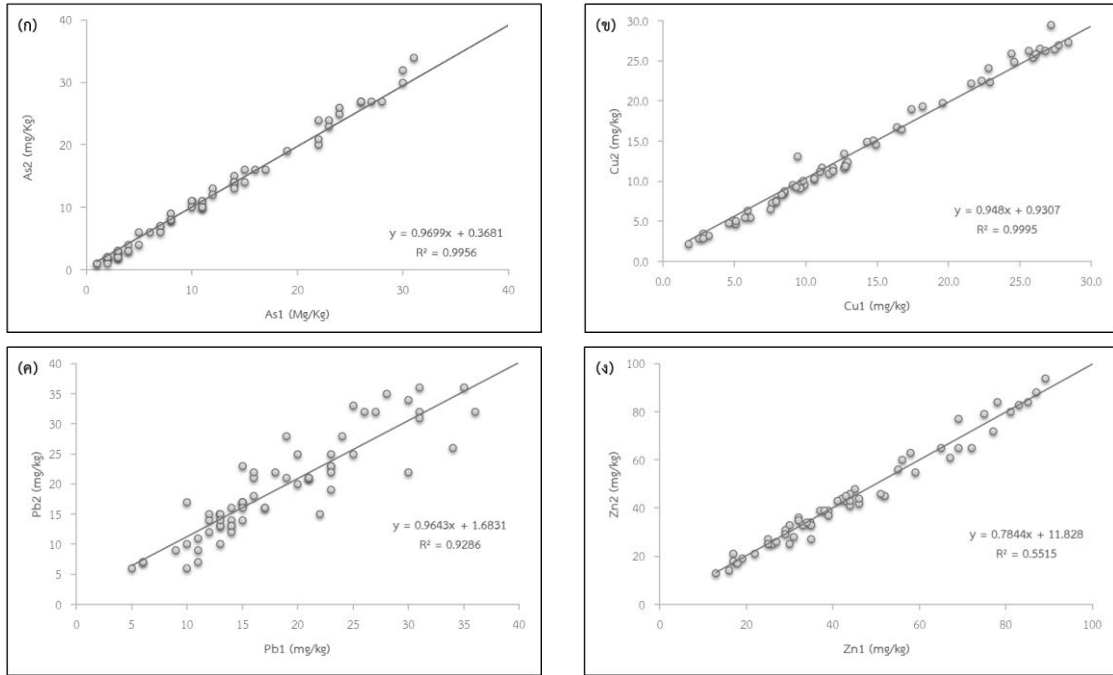 (ก)
40
30
20
10
0
As2 (mg/Kg)
y = 0.9699x + 0.3681
R² = 0.9956
0 10 20 30 40
As1 (Mg/Kg)
(ข)
30.0
25.0
20.0
15.0
10.0
5.0
0.0
Cu2 (mg/Kg)
y = 0.948x + 0.9307
R² = 0.9995
0.0 5.0 10.0 15.0 20.0 25.0 30.0
Cu1 (mg/kg)
(ค)
40
35
30
25
20
15
10
5
0
Pb2 (mg/kg)
y = 0.9643x + 1.6831
R² = 0.9286
0 5 10 15 20 25 30 35 40
Pb1 (mg/kg)
(ง)
100
80
60
40
20
0
Zn2 (mg/kg)
y = 0.7844x + 11.828
R² = 0.5515
0 20 40 60 80 100
Zn1 (mg/kg)